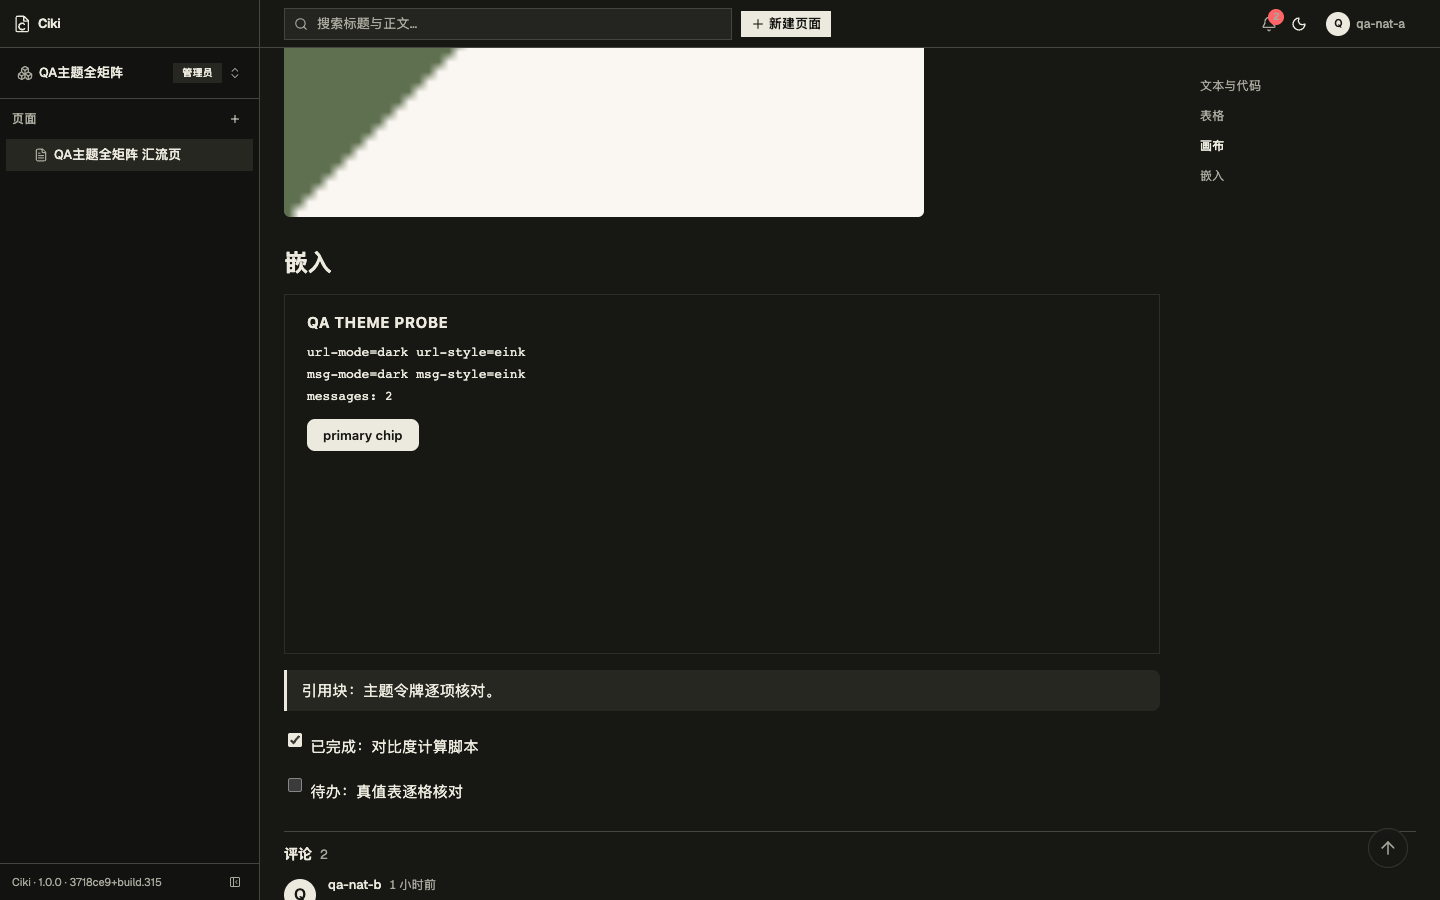 Ciki
搜索标题与正文...
新建页面
Q
qa-nat-a
QA主题全矩阵
管理员
页面
QA主题全矩阵 汇流页
文本与代码
表格
画布
嵌入
嵌入
QA THEME PROBE
url-mode=dark url-style=eink
msg-mode=dark msg-style=eink
messages: 2
primary chip
引用块：主题令牌逐项核对。
已完成：对比度计算脚本
待办：真值表逐格核对
评论 2
Q
qa-nat-b 1 小时前
Ciki · 1.0.0 · 3718ce9+build.315